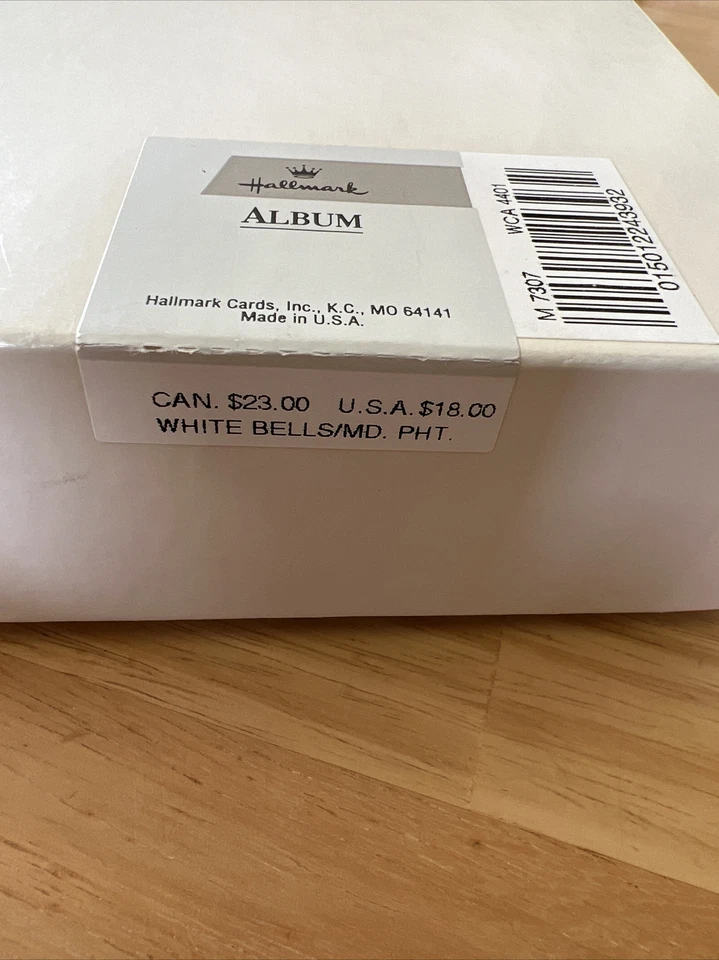 Hallmark
ALBUM
Hallmark Cards, Inc., K.C., MO 64141
Made in U.S.A.
M 7307 WCA 4401
015012243932
CAN. $23.00 U.S.A. $18.00
WHITE BELLS/MD. PHT.